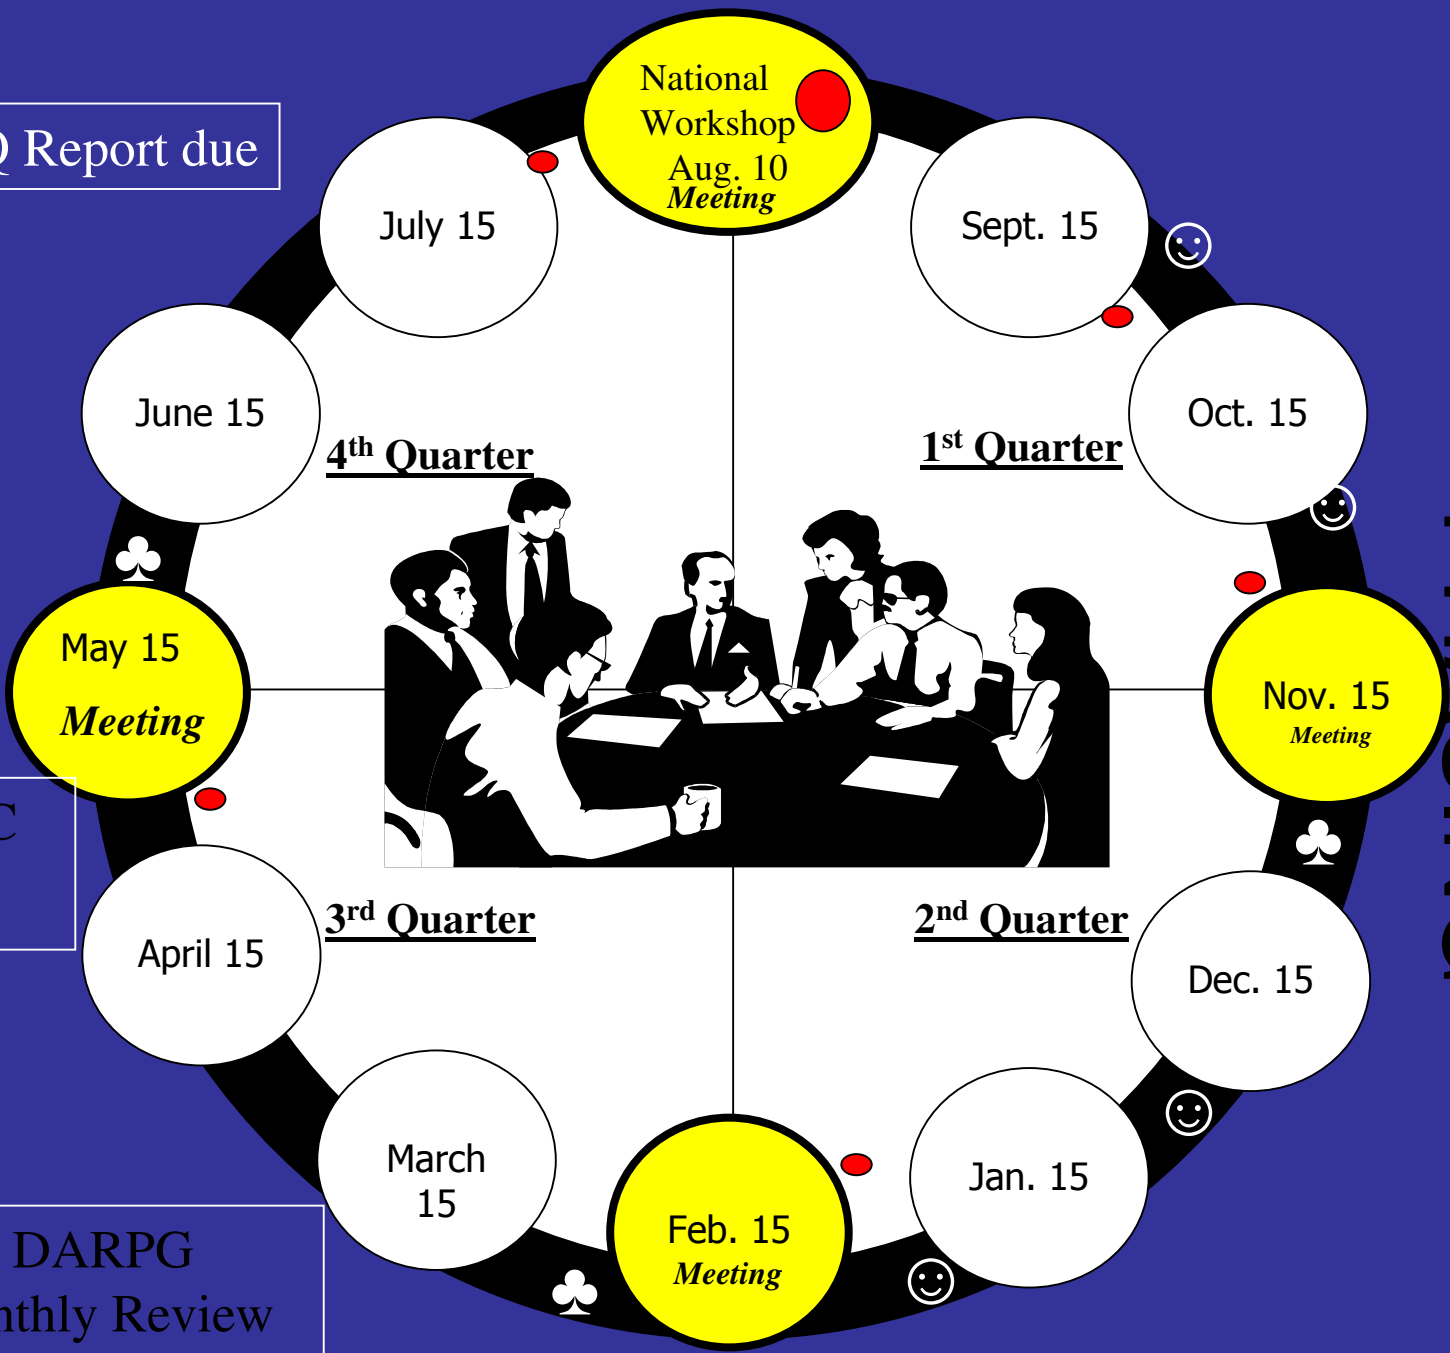 National
Workshop
Aug. 10
Meeting
Report due
July 15
Sept. 15
June 15
Oct. 15
4th Quarter
1st Quarter
May 15
Meeting
Nov. 15
Meeting
3rd Quarter
2nd Quarter
April 15
Dec. 15
March
15
Jan. 15
Feb. 15
Meeting
DARPG
Review